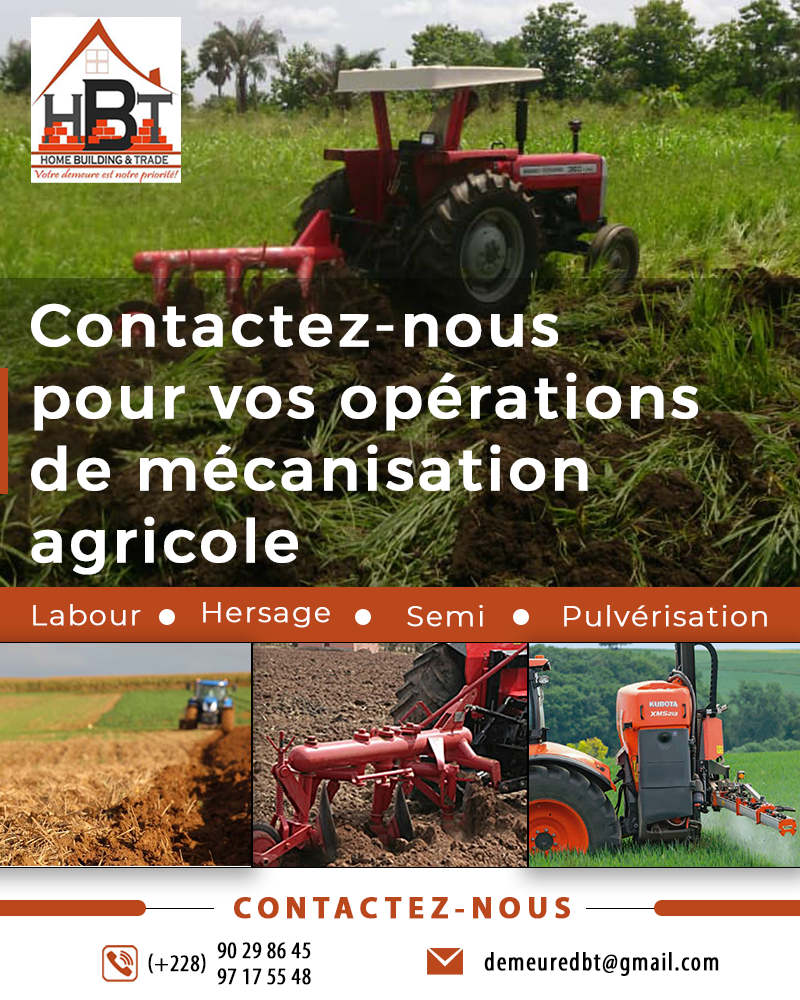 HBT
HOME BUILDING & TRADE
Votre demeure est notre priorité!
Contactez-nous
pour vos opérations
de mécanisation
agricole
Labour ● Hersage ● Semi ● Pulvérisation
KUBOTA
XMS212
CONTACTEZ-NOUS
(+228) 90 29 86 45
97 17 55 48
demeuredbt@gmail.com